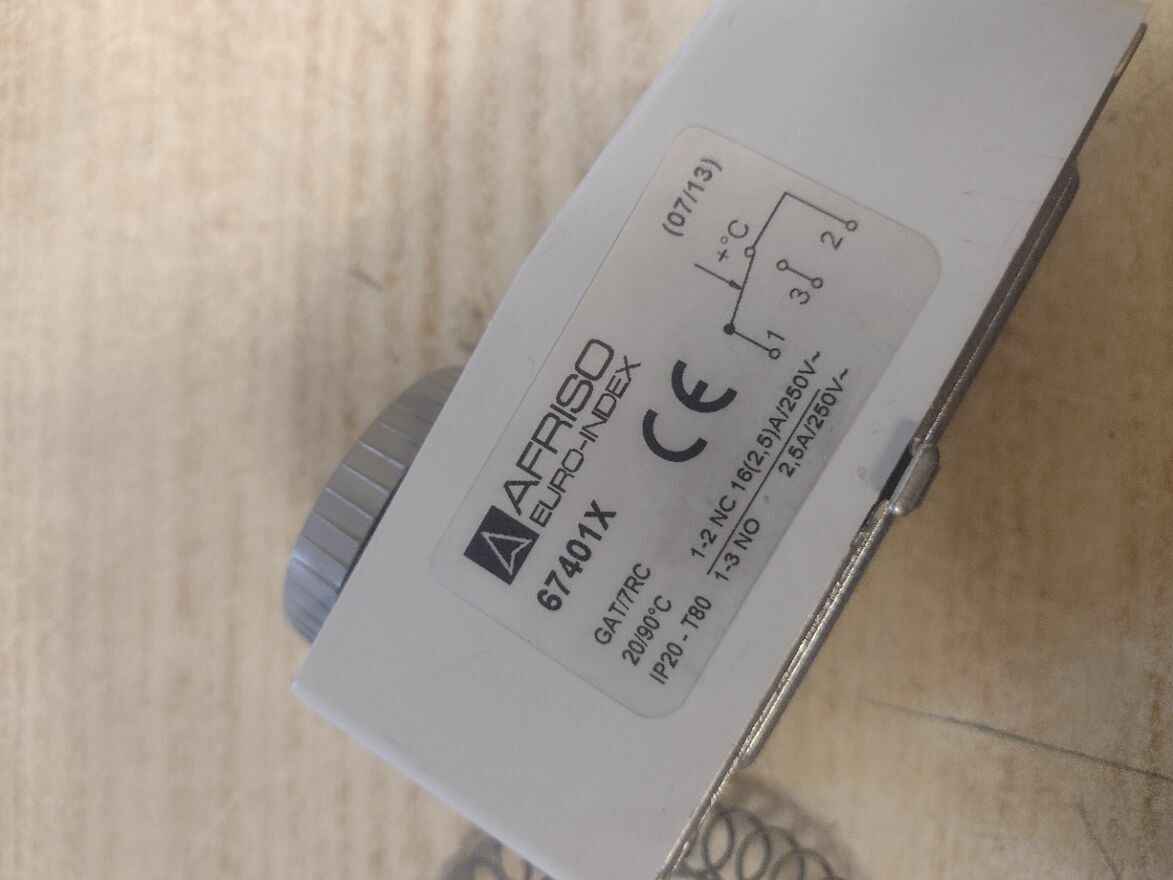 AFRISO
EURO-INDEX
67401X
(07/13)
CE
+°C
1
3
2
GAT/7RC
20/90°C
IP20 - T80
1-2 NC 16(2,5)A/250V~
1-3 NO 2,5A/250V~